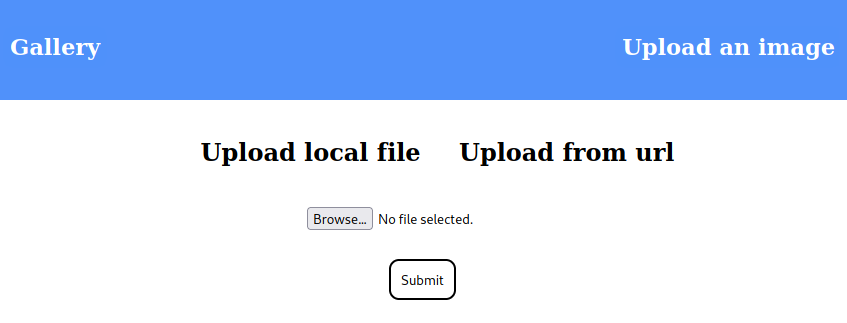 Gallery Upload an image
Upload local file Upload from url
Browse... No file selected.
Submit